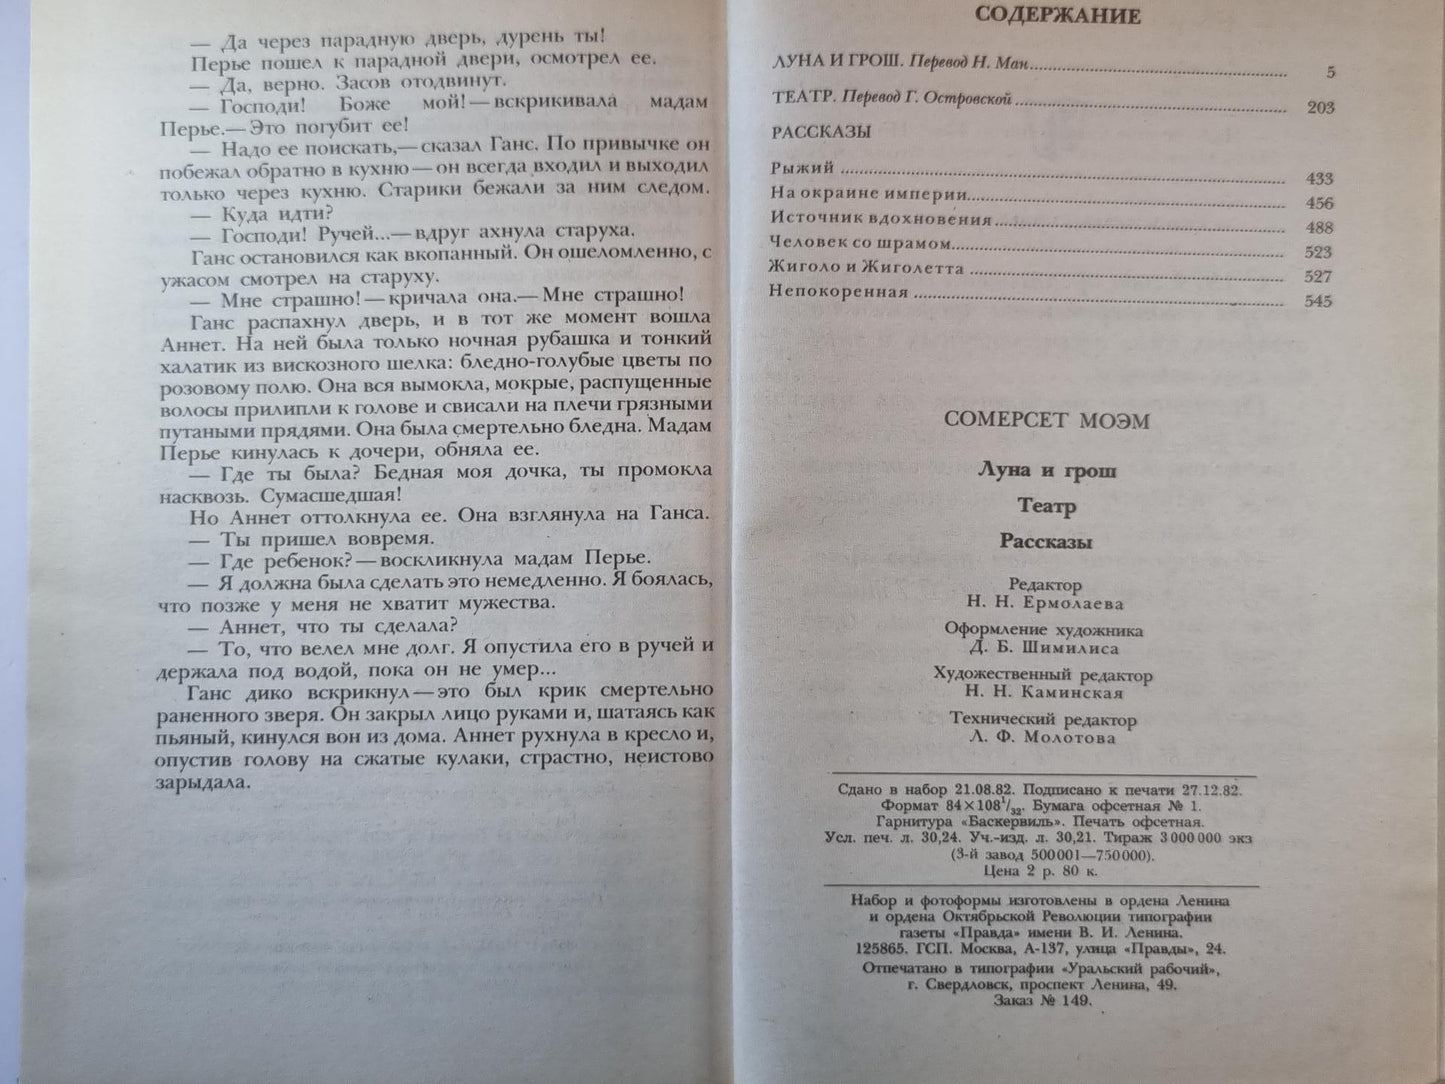 — Да через парадную дверь, дурень ты!
Перье пошел к парадной двери, осмотрел ее.
— Да, верно. Засов отодвинут.
— Господи! Боже мой!—вскрикивала мадам
Перье.—Это погубит ее!
— Надо ее поискать,—сказал Ганс. По привычке он
побежал обратно в кухню—он всегда входил и выходил
только через кухню. Старики бежали за ним следом.
— Куда идти?
— Господи! Ручей...—вдруг ахнула старуха.
Ганс остановился как вкопанный. Он ошеломленно, с
ужасом смотрел на старуху.
— Мне страшно!—кричала она.—Мне страшно!
Ганс распахнул дверь, и в тот же момент вошла
Аннет. На ней была только ночная рубашка и тонкий
халатик из вискозного шелка: бледно-голубые цветы по
розовому полю. Она вся вымокла, мокрые, распущенные
волосы прилипли к голове и свисали на плечи грязными
путаными прядями. Она была смертельно бледна. Мадам
Перье кинулась к дочери, обняла ее.
— Где ты была? Бедная моя дочка, ты промокла
насквозь. Сумасшедшая!
Но Аннет оттолкнула ее. Она взглянула на Ганса.
— Ты пришел вовремя.
— Где ребенок?—воскликнула мадам Перье.
— Я должна была сделать это немедленно. Я боялась,
что позже у меня не хватит мужества.
— Аннет, что ты сделала?
— То, что велел мне долг. Я опустила его в ручей и
держала под водой, пока он не умер...
Ганс дико вскрикнул—это был крик смертельно
раненного зверя. Он закрыл лицо руками и, шатаясь как
пьяный, кинулся вон из дома. Аннет рухнула в кресло и,
опустив голову на сжатые кулаки, страстно, неистово
зарыдала.
СОДЕРЖАНИЕ
ЛУНА И ГРОШ. Перевод Н. Ман 5
ТЕАТР. Перевод Г. Островской 203
РАССКАЗЫ
Рыжий 433
На окраине империи 456
Источник вдохновения 488
Человек со шрамом 523
Жиголо и Жиголетта 527
Непокоренная 545
СОМЕРСЕТ МОЭМ
Луна и грош
Театр
Рассказы
Редактор
Н. Н. Ермолаева
Оформление художника
Д. Б. Шимилиса
Художественный редактор
Н. Н. Каминская
Технический редактор
Л. Ф. Молотова
Сдано в набор 21.08.82. Подписано к печати 27.12.82.
Формат 84×108¹/₃₂. Бумага офсетная № 1.
Гарнитура «Баскервиль». Печать офсетная.
Усл. печ. л. 30,24. Уч.-изд. л. 30,21. Тираж 3 000 000 экз
(3-й завод 500 001—750 000).
Цена 2 р. 80 к.
Набор и фотоформы изготовлены в ордена Ленина
и ордена Октябрьской Революции типографии
газеты «Правда» имени В. И. Ленина.
125865. ГСП. Москва, А-137, улица «Правды», 24.
Отпечатано в типографии «Уральский рабочий»,
г. Свердловск, проспект Ленина, 49.
Заказ № 149.